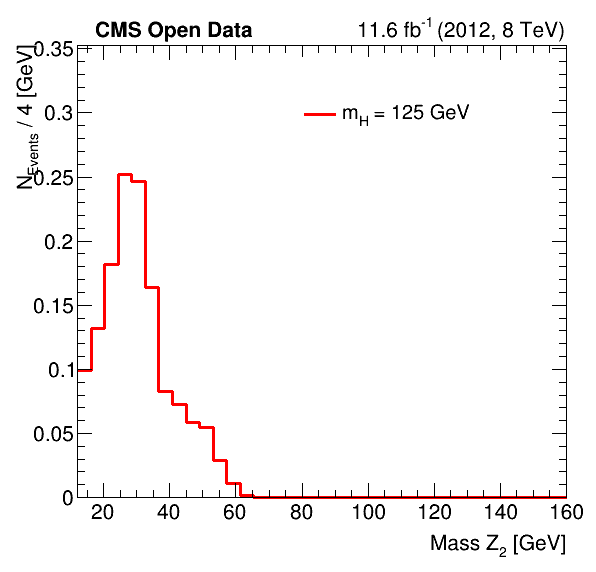 CMS Open Data
11.6 fb⁻¹ (2012, 8 TeV)
N_Events / 4 [GeV]
m_H = 125 GeV
0.35
0.3
0.25
0.2
0.15
0.1
0.05
0
20 40 60 80 100 120 140 160
Mass Z₂ [GeV]